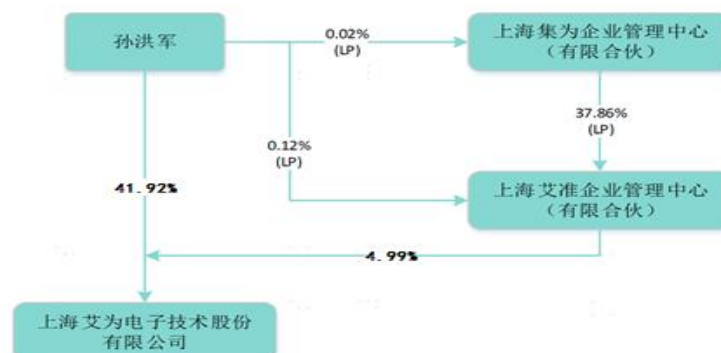 孙洪军
0.02%
(LP)
上海集为企业管理中心
（有限合伙）
37.86%
(LP)
0.12%
(LP)
41.92%
上海艾准企业管理中心
（有限合伙）
4.99%
上海艾为电子技术股份
有限公司